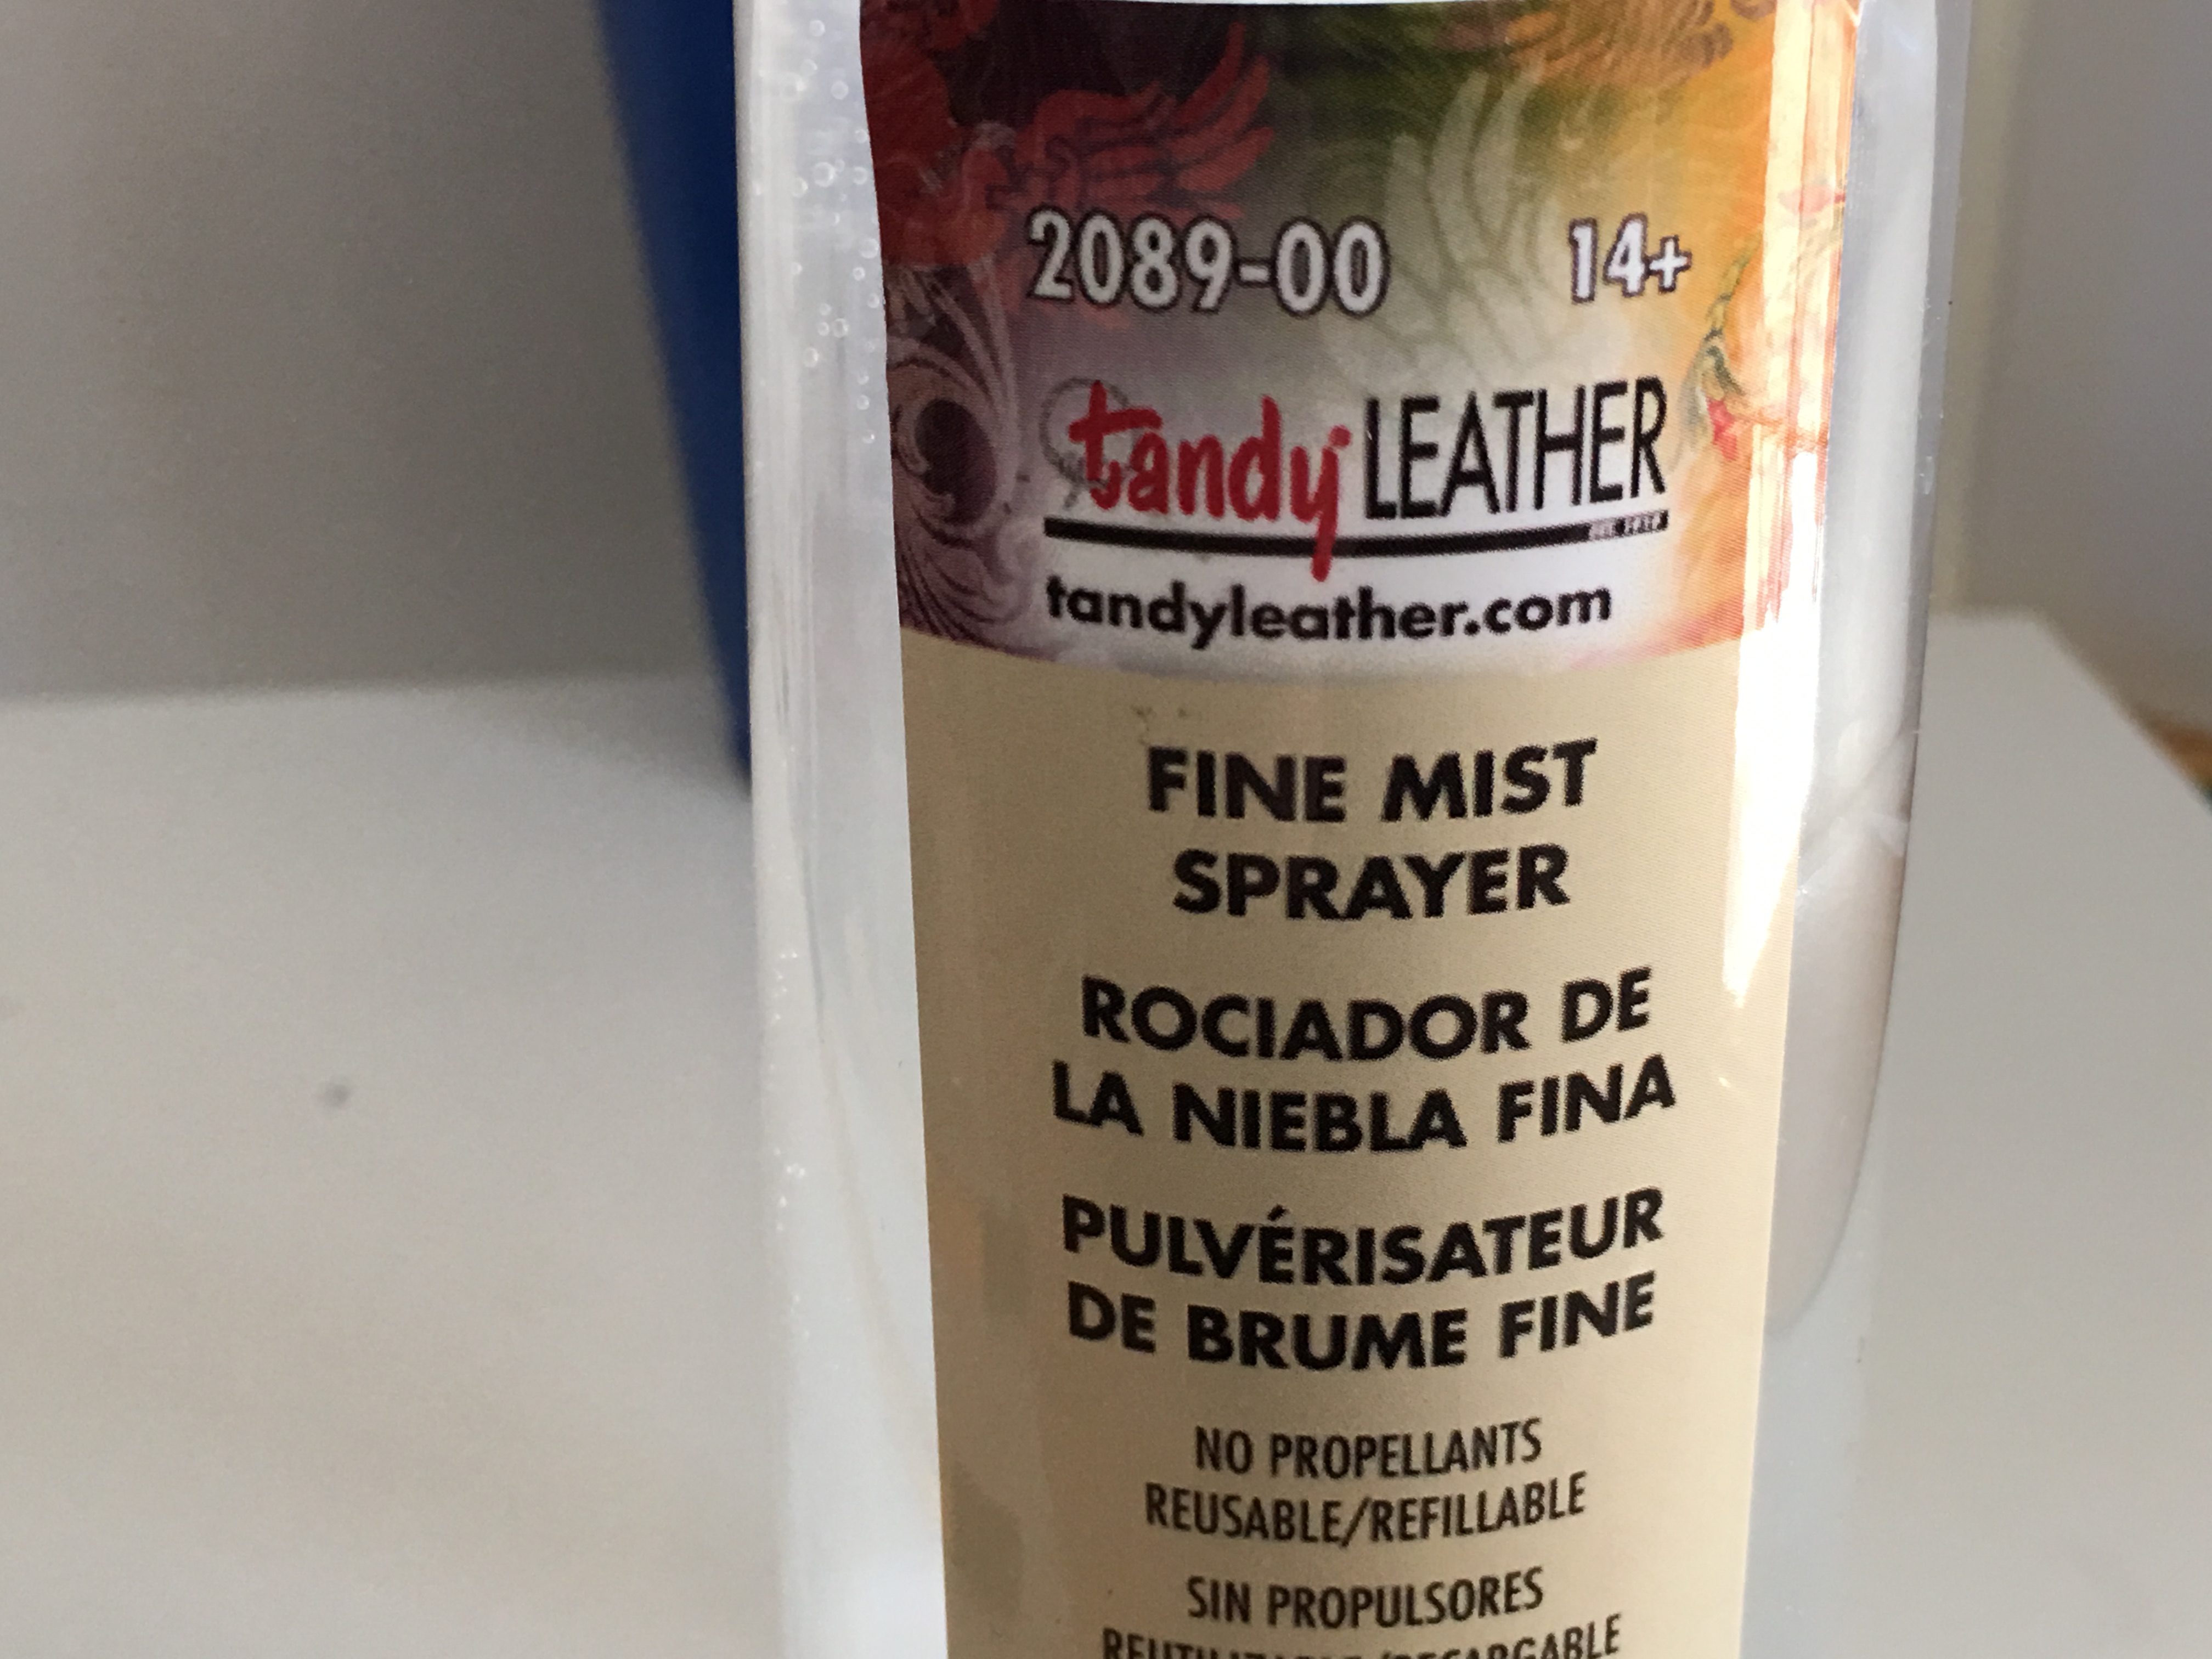 2089-00 14+
tandy LEATHER
tandyleather.com
FINE MIST
SPRAYER
ROCIADOR DE
LA NIEBLA FINA
PULVÉRISATEUR
DE BRUME FINE
NO PROPELLANTS
REUSABLE/REFILLABLE
SIN PROPULSORES